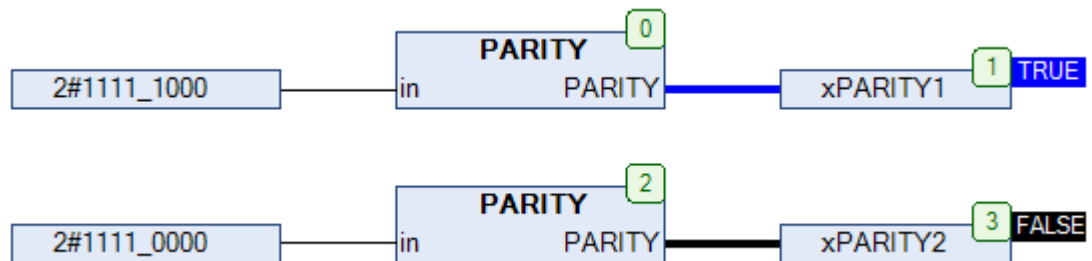 0
PARITY
2#1111_1000 in PARITY xPARITY1 1 TRUE
2
PARITY
2#1111_0000 in PARITY xPARITY2 3 FALSE